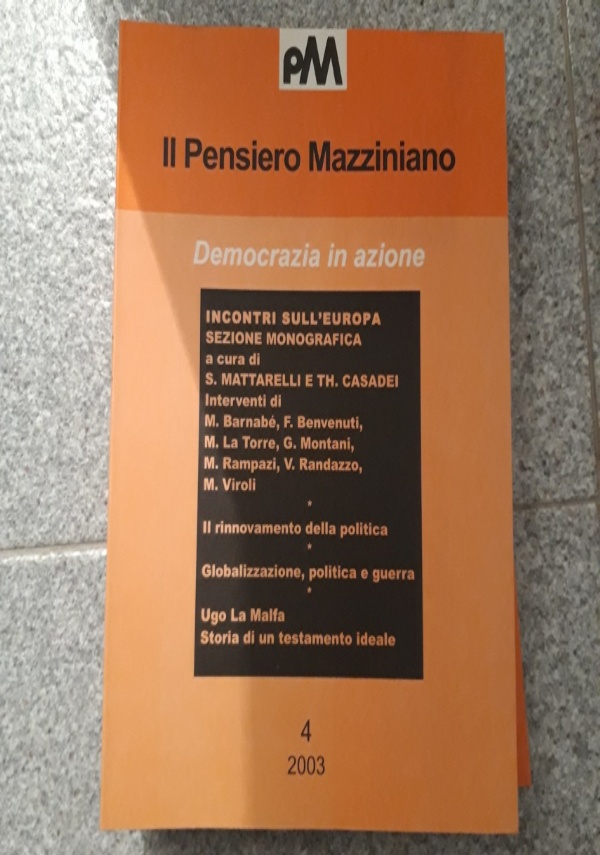 PM
Il Pensiero Mazziniano
Democrazia in azione
INCONTRI SULL'EUROPA
SEZIONE MONOGRAFICA
a cura di
S. MATTARELLI E TH. CASADEI
Interventi di
M. Barnabé, F. Benvenuti,
M. La Torre, G. Montani,
M. Rampazi, V. Randazzo,
M. Viroli
*
Il rinnovamento della politica
*
Globalizzazione, politica e guerra
*
Ugo La Malfa
Storia di un testamento ideale
4
2003